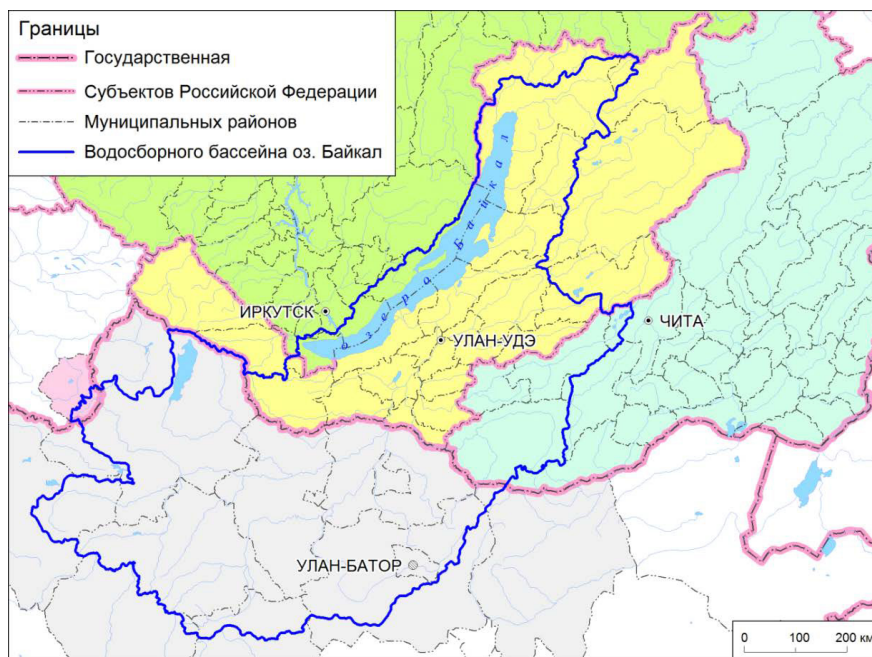 Границы
Государственная
Субъектов Российской Федерации
Муниципальных районов
Водосборного бассейна оз. Байкал
озеро Байкал
ИРКУТСК
УЛАН-УДЭ
ЧИТА
УЛАН-БАТОР
0 100 200 км